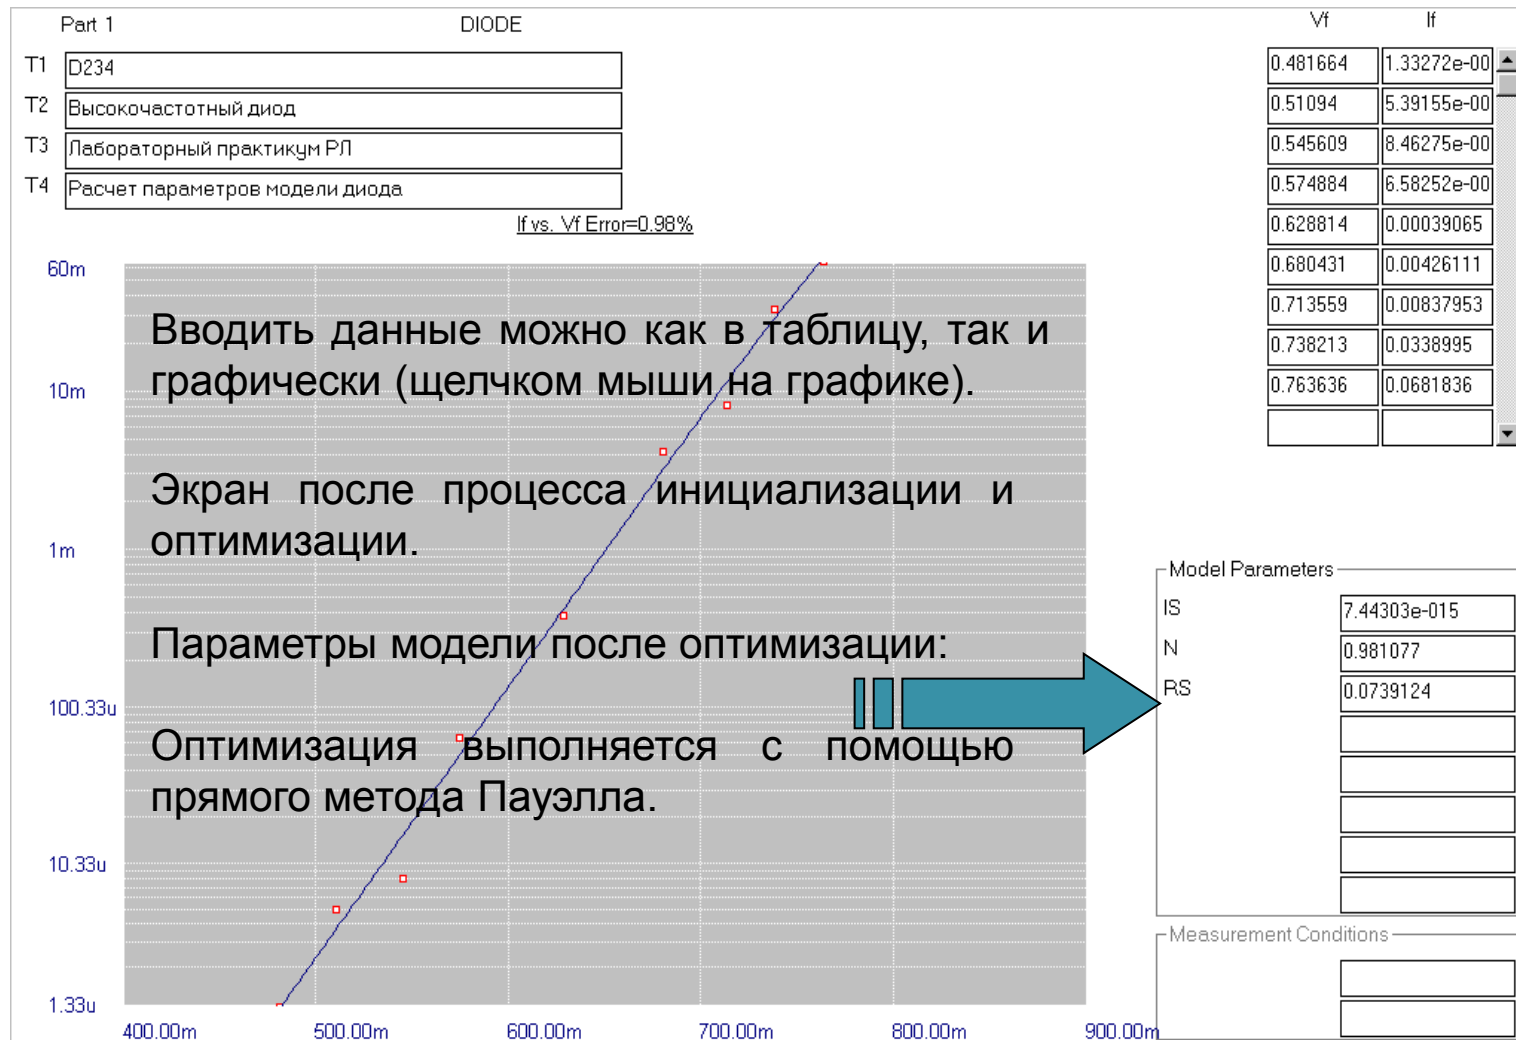 Part 1 DIODE
T1 D234
T2 Высокочастотный диод
T3 Лабораторный практикум РЛ
T4 Расчет параметров модели диода
Vf If
0.481664 1.33272e-00
0.51094 5.39155e-00
0.545609 8.46275e-00
0.574884 6.58252e-00
0.628814 0.00039065
0.680431 0.00426111
0.713559 0.00837953
0.738213 0.0338995
0.763636 0.0681836
If vs. Vf Error=0.98%
60m
10m
1m
100.33u
10.33u
1.33u
400.00m 500.00m 600.00m 700.00m 800.00m 900.00m
Вводить данные можно как в таблицу, так и
графически (щелчком мыши на графике).
Экран после процесса инициализации и
оптимизации.
Параметры модели после оптимизации:
Оптимизация выполняется с помощью
прямого метода Пауэлла.
Model Parameters
IS 7.44303e-015
N 0.981077
RS 0.0739124
Measurement Conditions